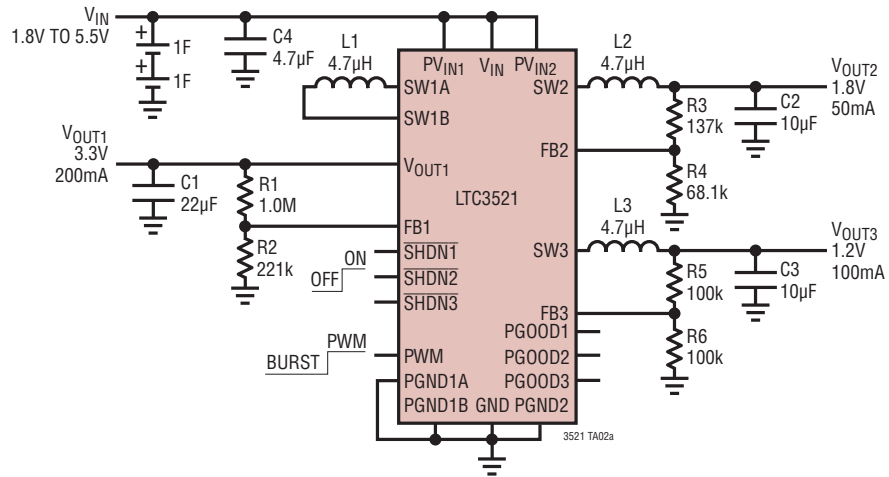 VIN
1.8V TO 5.5V
+
1F
+
1F
C4
4.7µF
L1
4.7µH
PVIN1
VIN
PVIN2
SW1A
SW1B
SW2
L2
4.7µH
VOUT2
1.8V
50mA
R3
137k
C2
10µF
FB2
R4
68.1k
VOUT1
3.3V
200mA
C1
22µF
R1
1.0M
VOUT1
LTC3521
FB1
R2
221k
L3
4.7µH
SW3
VOUT3
1.2V
100mA
R5
100k
C3
10µF
FB3
R6
100k
ON
OFF
SHDN1
SHDN2
SHDN3
PGOOD1
PGOOD2
PGOOD3
PWM
BURST
PWM
PGND1A
PGND1B
GND
PGND2
3521 TA02a